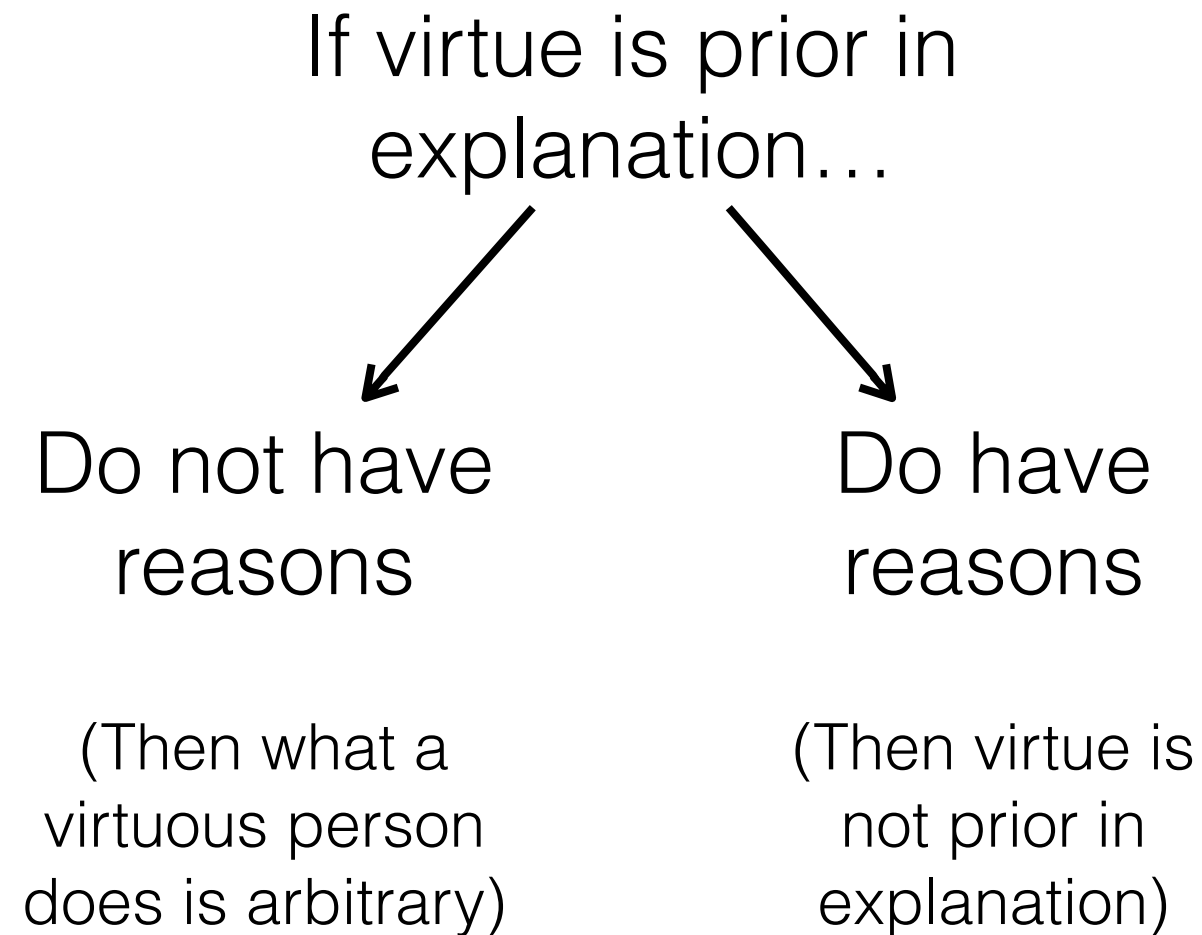 If virtue is prior in
explanation…
Do not have
reasons
Do have
reasons
(Then what a
virtuous person
does is arbitrary)
(Then virtue is
not prior in
explanation)